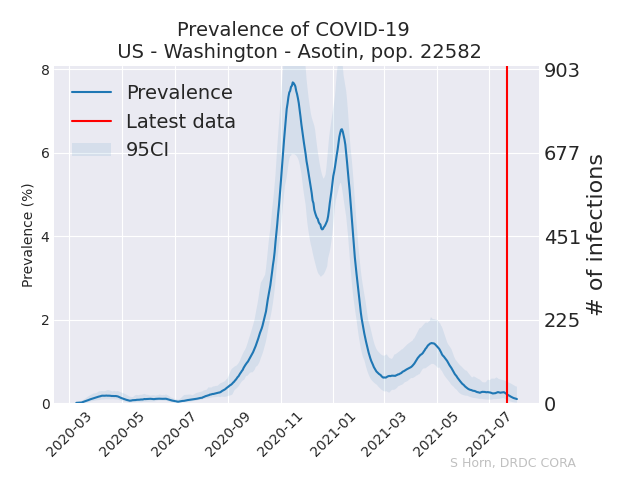 Prevalence of COVID-19
US - Washington - Asotin, pop. 22582
Prevalence
Latest data
95CI
Prevalence (%)
8
6
4
2
0
903
677
451
225
0
# of infections
2020-03
2020-05
2020-07
2020-09
2020-11
2021-01
2021-03
2021-05
2021-07
S Horn, DRDC CORA